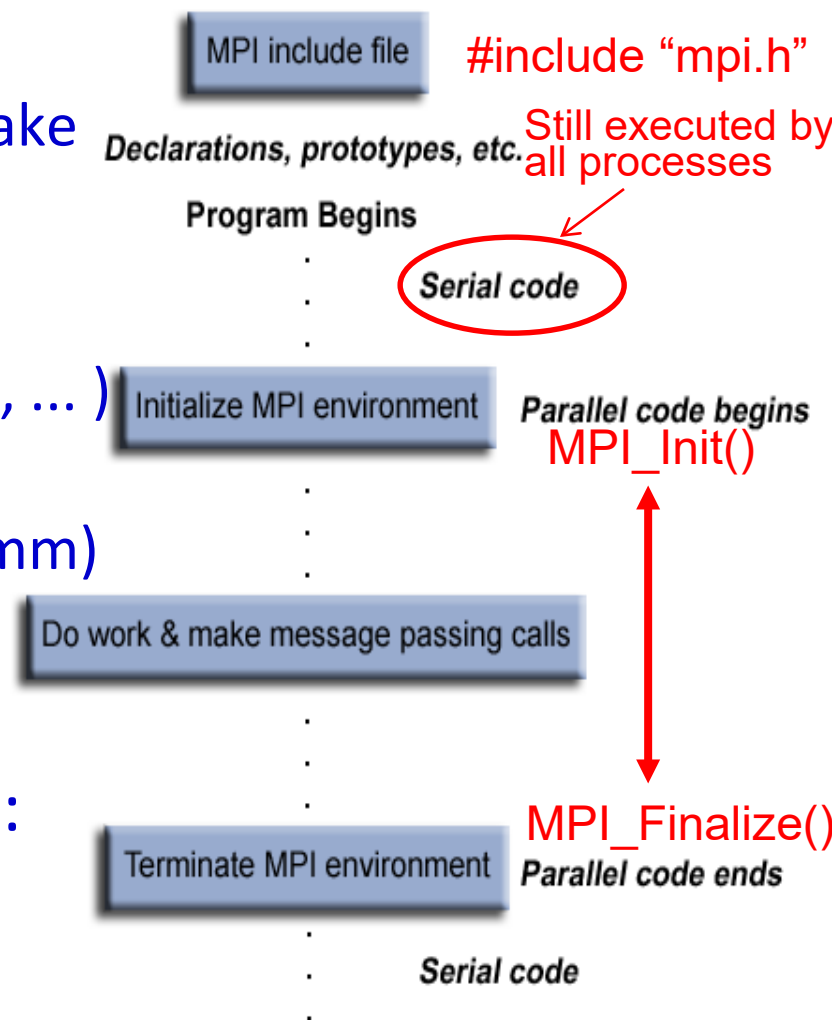 MPI include file
#include “mpi.h”
ake
Declarations, prototypes, etc.
Still executed by
all processes
Program Begins
Serial code
, ... )
Initialize MPI environment
Parallel code begins
MPI_Init()
mm)
Do work & make message passing calls
:
MPI_Finalize()
Terminate MPI environment
Parallel code ends
Serial code